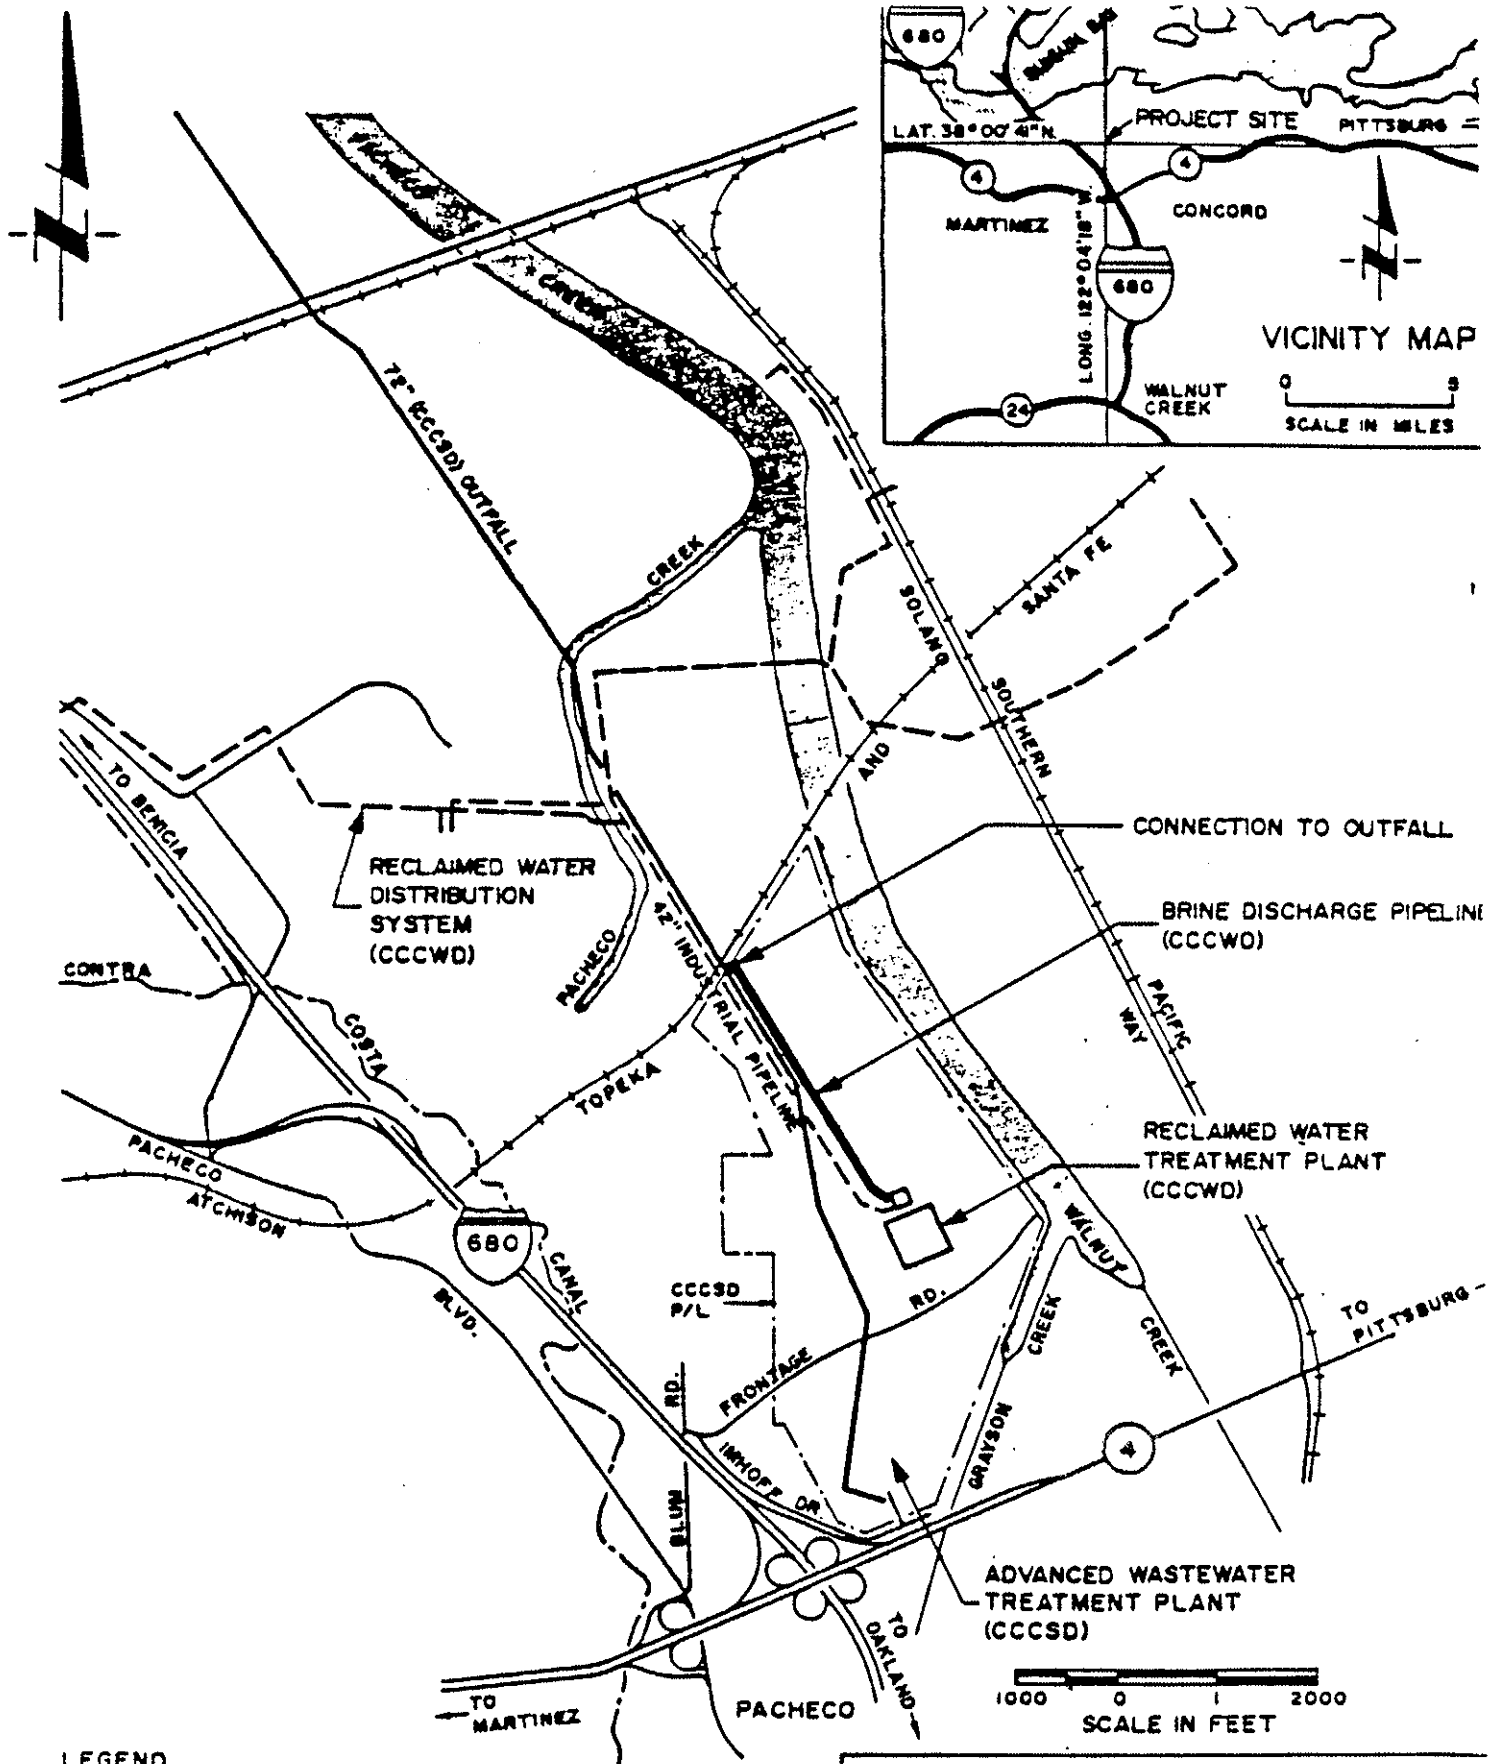 680
SUISUN BAY
LAT. 38° 00' 41" N.
PROJECT SITE
PITTSBURG
4
4
MARTINEZ
CONCORD
LONG. 122° 04' 18" W.
680
VICINITY MAP
0
SCALE IN MILES
WALNUT
CREEK
24
PACHECO
CREEK
72" (CCCSD) OUTFALL
CREEK
SANTA FE
SOLANO
SOUTHERN
AND
TO BENICIA
RECLAIMED WATER
DISTRIBUTION
SYSTEM
(CCCWD)
CONNECTION TO OUTFALL
BRINE DISCHARGE PIPELINE
(CCCWD)
42" INDUSTRIAL PIPELINE
PACHECO
CONTRA
COSTA
PACIFIC
WAY
TOPEKA
RECLAIMED WATER
TREATMENT PLANT
(CCCWD)
PACHECO
ATCHISON
680
CANAL
WALNUT
BLVD.
CCCSD
P/L
RD.
CREEK
CREEK
TO
PITTSBURG
FRONTAGE
RD.
GRAYSON
4
IMHOFF DR
BLUM
ADVANCED WASTEWATER
TREATMENT PLANT
(CCCSD)
TO
OAKLAND
TO
MARTINEZ
PACHECO
1000 0 1 2000
SCALE IN FEET
LEGEND